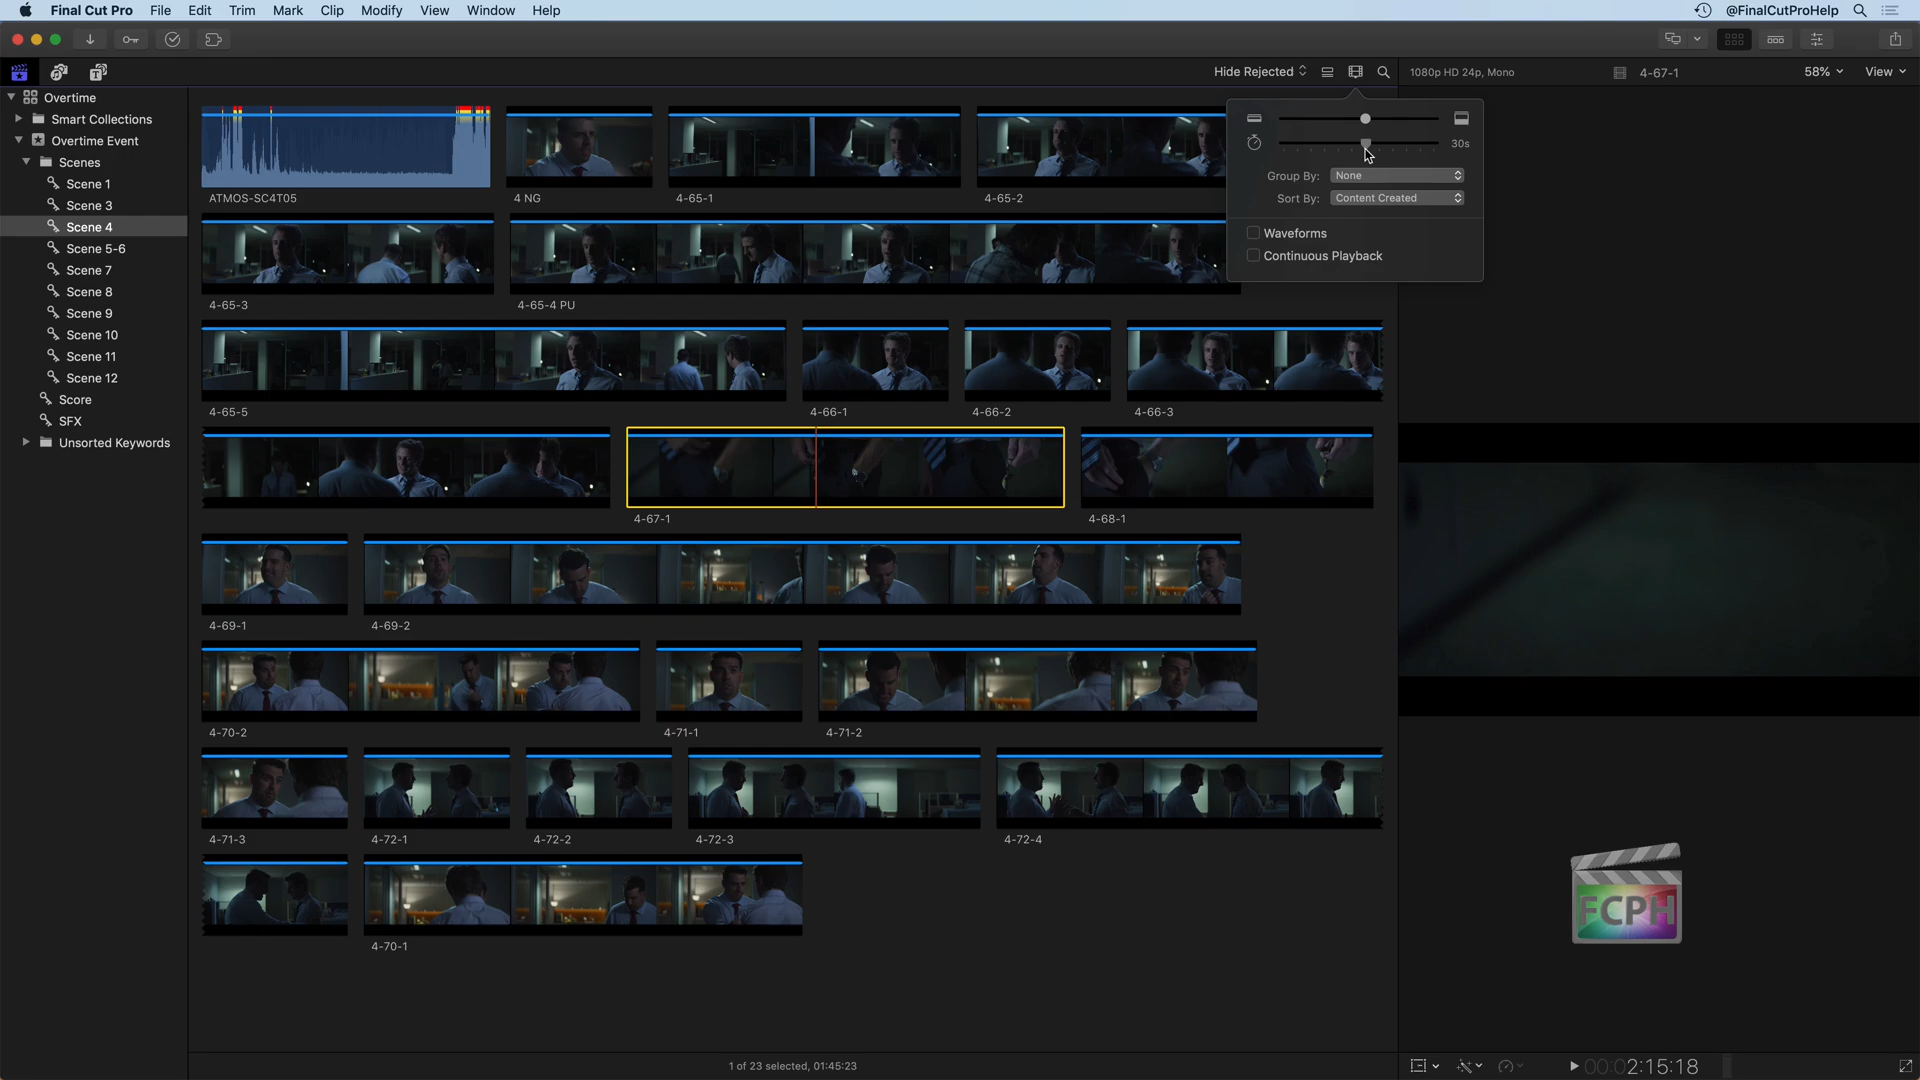 Final Cut Pro File Edit Trim Mark Clip Modify View Window Help @FinalCutProHelp
Hide Rejected 1080p HD 24p, Mono 4-67-1 58% View
Overtime
Smart Collections
Overtime Event
Scenes
Scene 1
Scene 3
Scene 4
Scene 5-6
Scene 7
Scene 8
Scene 9
Scene 10
Scene 11
Scene 12
Score
SFX
Unsorted Keywords
30s
Group By: None
Sort By: Content Created
Waveforms
Continuous Playback
ATMOS-SC4T05 4 NG 4-65-1 4-65-2
4-65-3 4-65-4 PU
4-65-5 4-66-1 4-66-2 4-66-3
4-67-1 4-68-1
4-69-1 4-69-2
4-70-2 4-71-1 4-71-2
4-71-3 4-72-1 4-72-2 4-72-3 4-72-4
4-70-1
FCPH
1 of 23 selected, 01:45:23
00:02:15:18